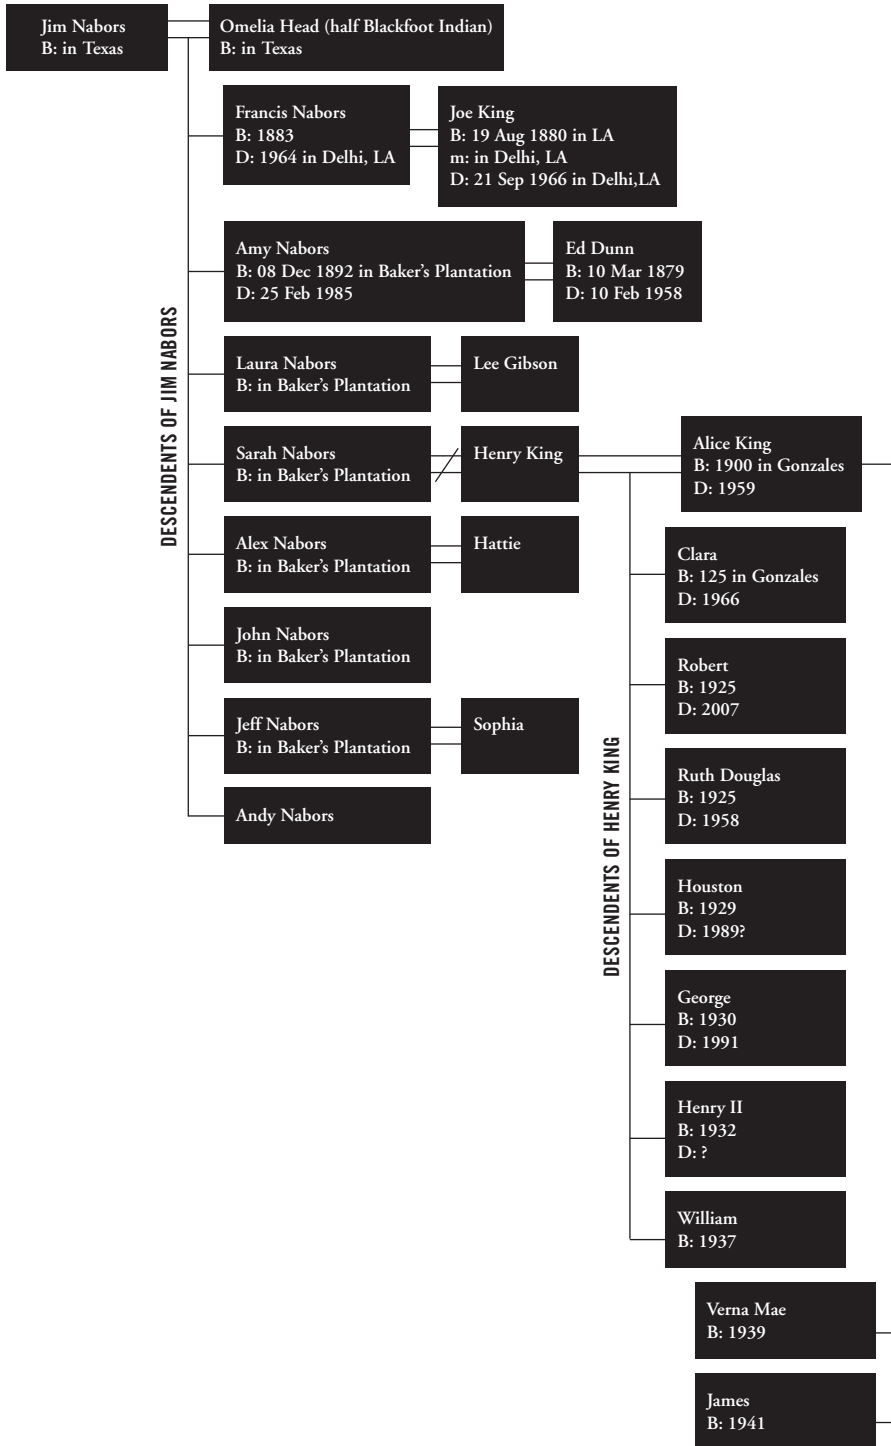 Jim Nabors
B: in Texas
Omelia Head (half Blackfoot Indian)
B: in Texas
Francis Nabors
B: 1883
D: 1964 in Delhi, LA
Joe King
B: 19 Aug 1880 in LA
m: in Delhi, LA
D: 21 Sep 1966 in Delhi,LA
Amy Nabors
B: 08 Dec 1892 in Baker's Plantation
D: 25 Feb 1985
Ed Dunn
B: 10 Mar 1879
D: 10 Feb 1958
DESCENDENTS OF JIM NABORS
Laura Nabors
B: in Baker's Plantation
Lee Gibson
Sarah Nabors
B: in Baker's Plantation
Henry King
Alice King
B: 1900 in Gonzales
D: 1959
Alex Nabors
B: in Baker's Plantation
Hattie
John Nabors
B: in Baker's Plantation
Jeff Nabors
B: in Baker's Plantation
Sophia
Andy Nabors
DESCENDENTS OF HENRY KING
Clara
B: 125 in Gonzales
D: 1966
Robert
B: 1925
D: 2007
Ruth Douglas
B: 1925
D: 1958
Houston
B: 1929
D: 1989?
George
B: 1930
D: 1991
Henry II
B: 1932
D: ?
William
B: 1937
Verna Mae
B: 1939
James
B: 1941